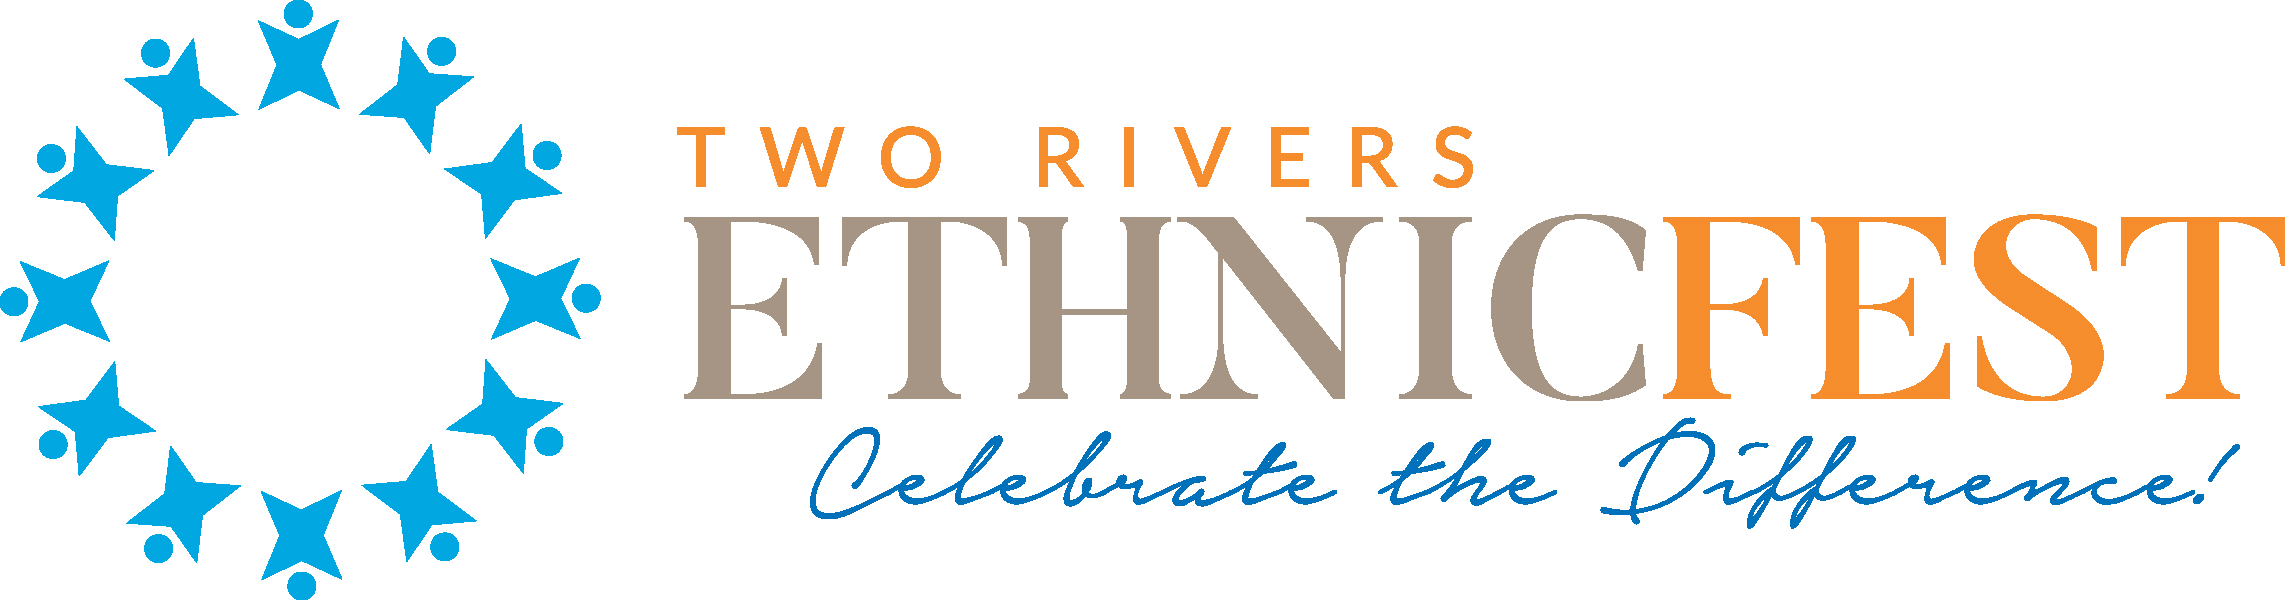 TWO RIVERS
ETHNICFEST
Celebrate the Difference!